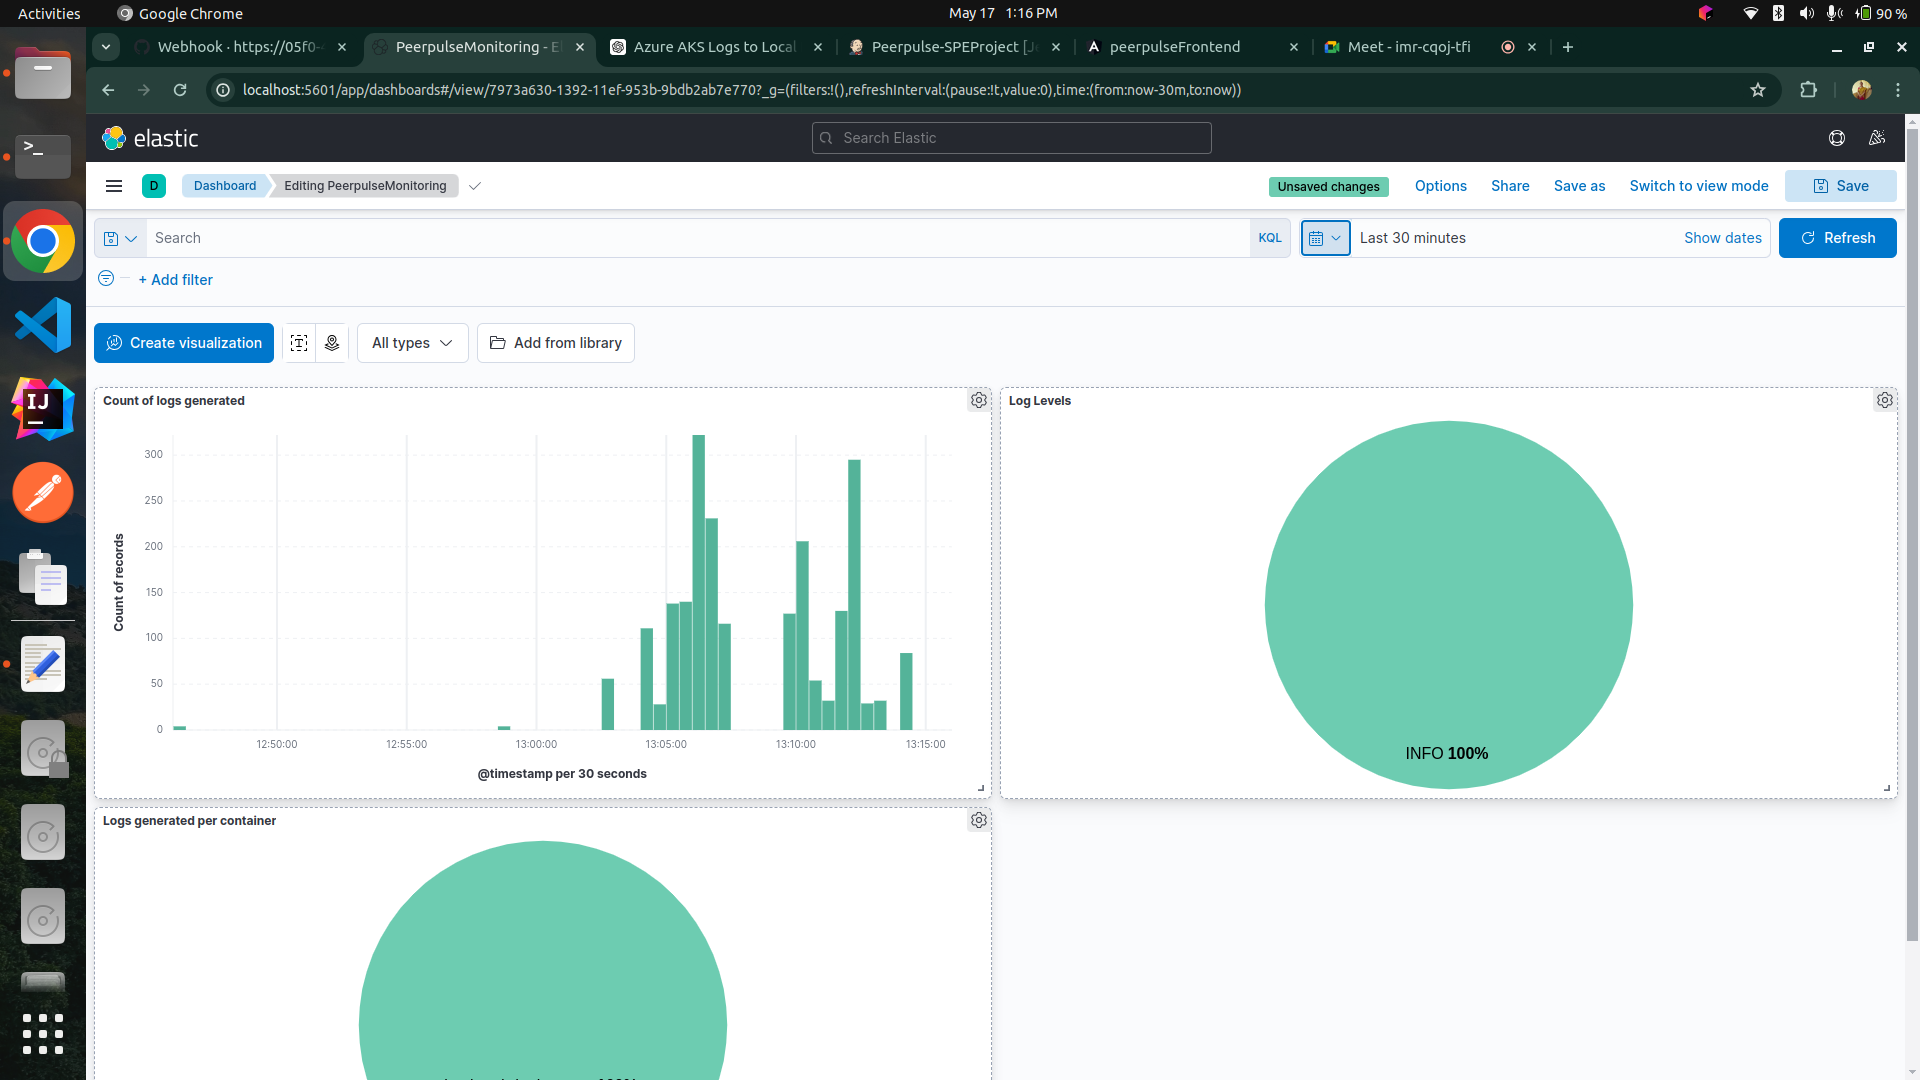 Activities
Google Chrome
May 17 1:16 PM
90 %
Webhook · https://05f0-
PeerpulseMonitoring - El
Azure AKS Logs to Local
Peerpulse-SPEProject [Je
peerpulseFrontend
Meet - imr-cqoj-tfi
localhost:5601/app/dashboards#/view/7973a630-1392-11ef-953b-9bdb2ab7e770?_g=(filters:!(),refreshInterval:(pause:!t,value:0),time:(from:now-30m,to:now))
elastic
Search Elastic
D
Dashboard
Editing PeerpulseMonitoring
Unsaved changes
Options
Share
Save as
Switch to view mode
Save
Search
KQL
Last 30 minutes
Show dates
Refresh
+ Add filter
Create visualization
All types
Add from library
Count of logs generated
Count of records
300
250
200
150
100
50
0
12:50:00
12:55:00
13:00:00
13:05:00
13:10:00
13:15:00
@timestamp per 30 seconds
Log Levels
INFO 100%
Logs generated per container
>_
IJ